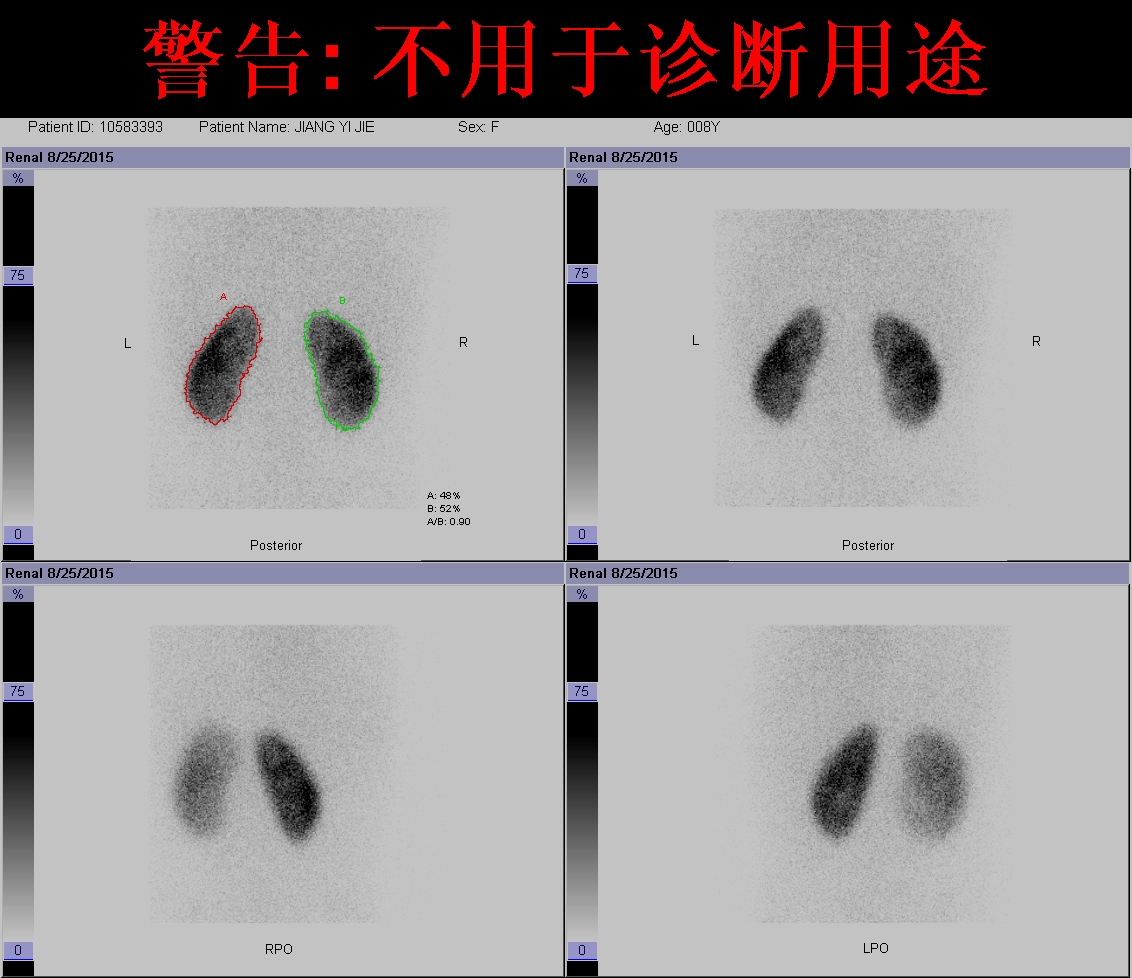 警告: 不用于诊断用途
Patient ID: 10583393 Patient Name: JIANG YI JIE Sex: F Age: 008Y
Renal 8/25/2015
%
75
0
A
B
L
R
A: 48%
B: 52%
A/B: 0.90
Posterior
Renal 8/25/2015
%
75
0
L
R
Posterior
Renal 8/25/2015
%
75
0
RPO
Renal 8/25/2015
%
75
0
LPO